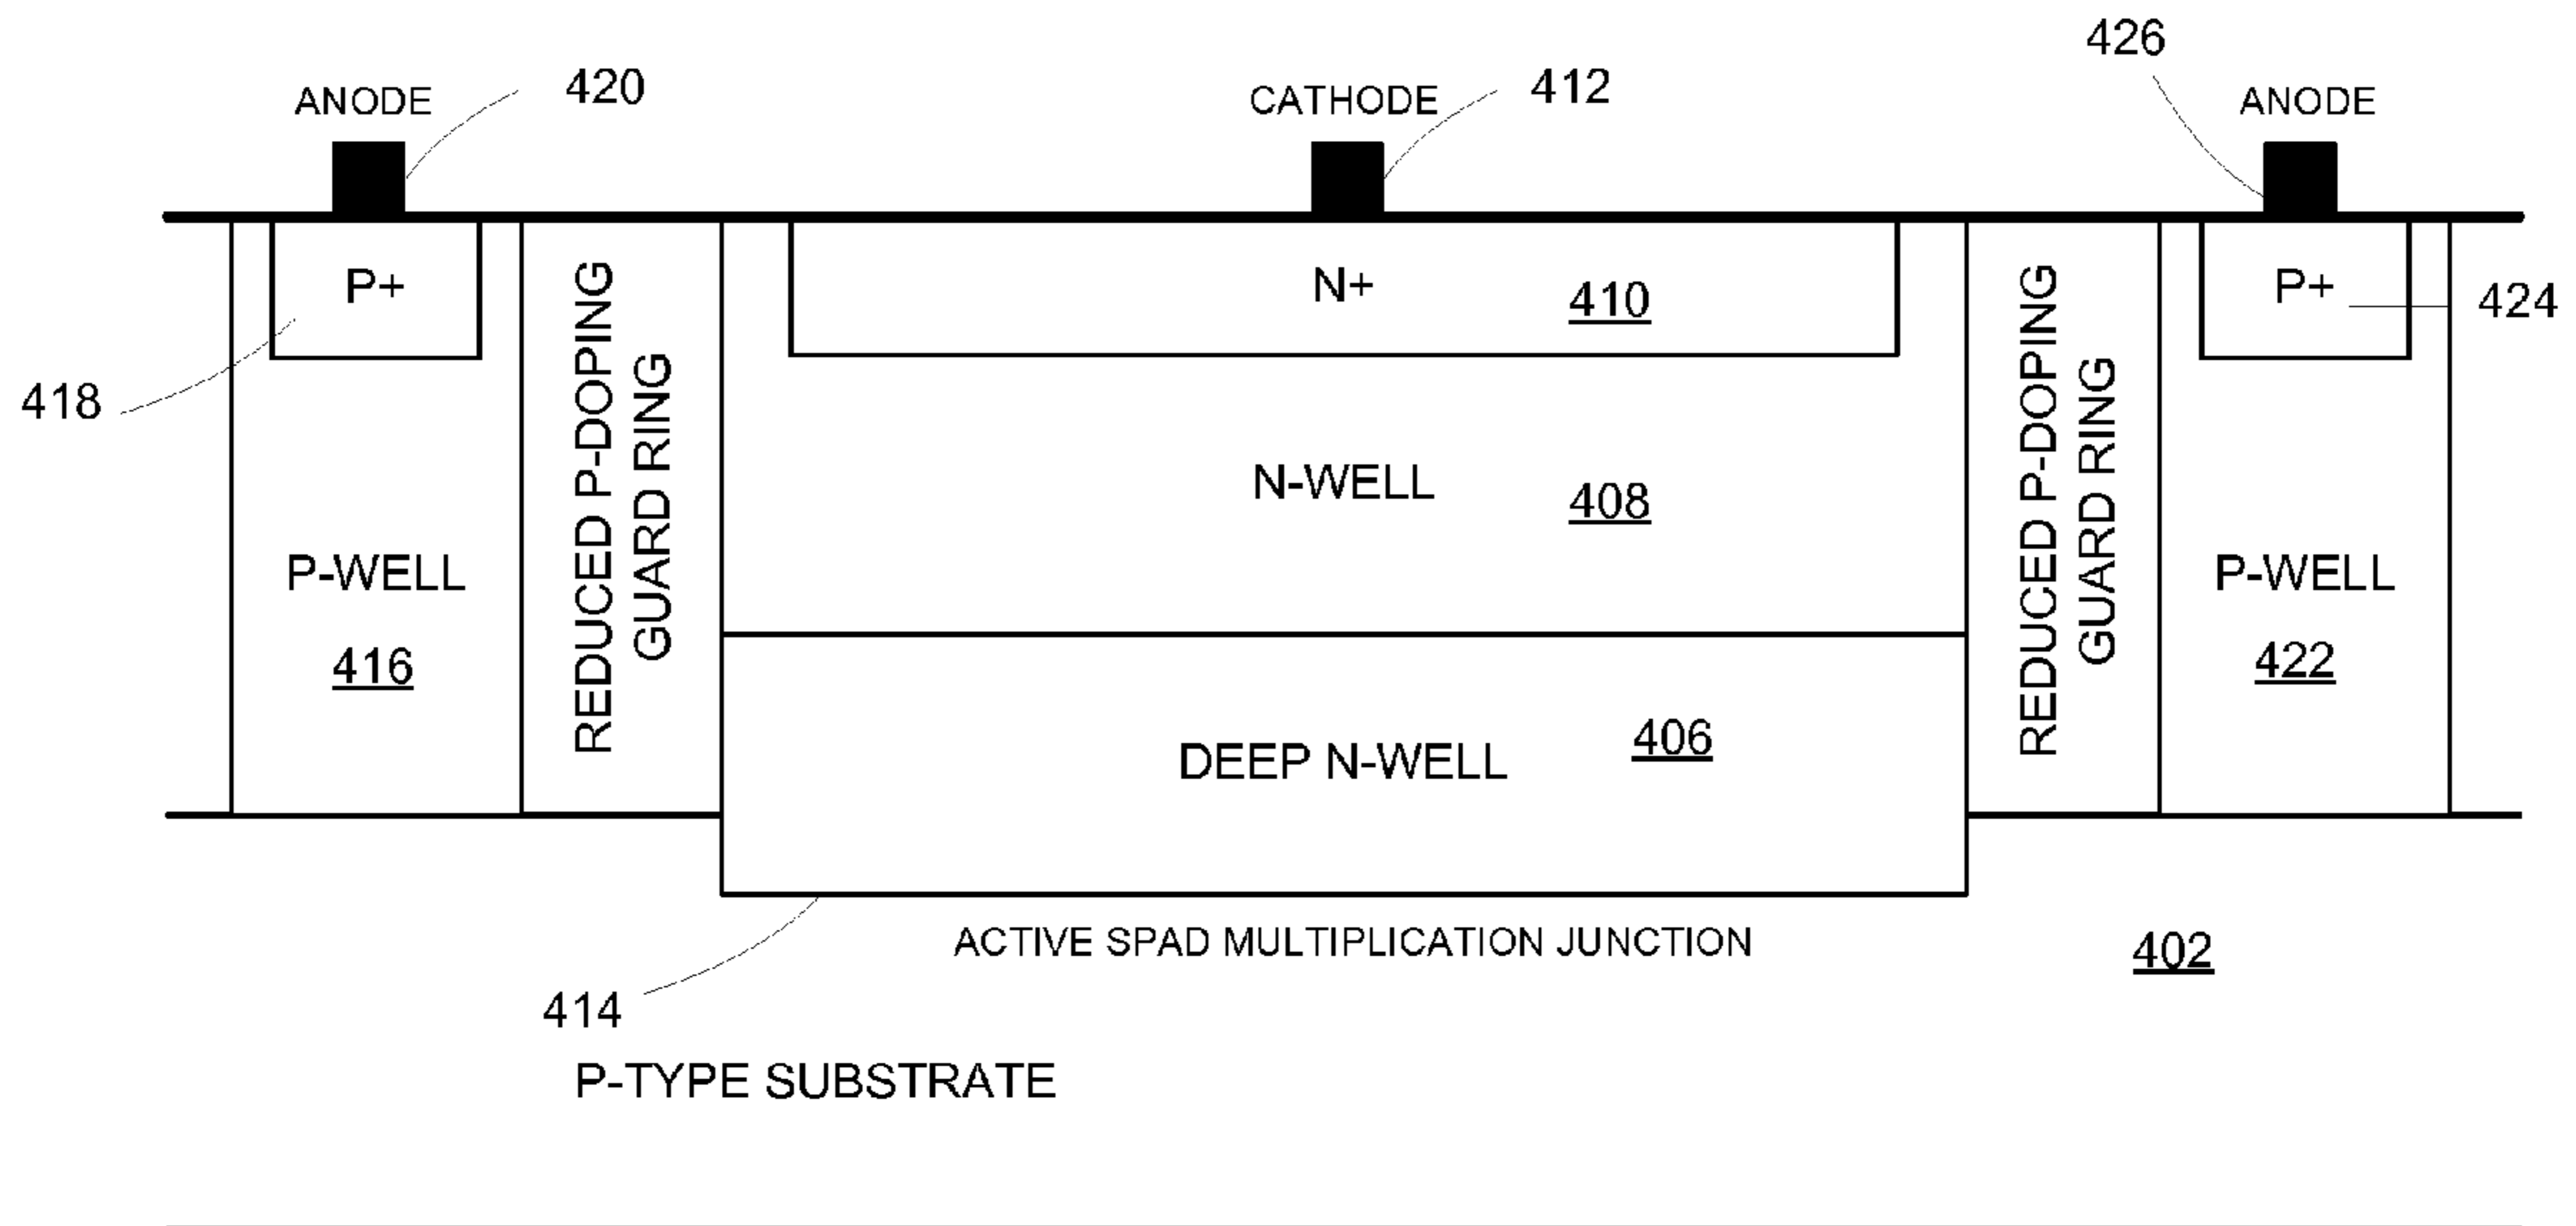 426
420
412
ANODE
CATHODE
ANODE
P+
N+
410
P+
424
418
REDUCED P-DOPING
GUARD RING
N-WELL
408
REDUCED P-DOPING
GUARD RING
P-WELL
416
P-WELL
422
DEEP N-WELL
406
ACTIVE SPAD MULTIPLICATION JUNCTION
402
414
P-TYPE SUBSTRATE